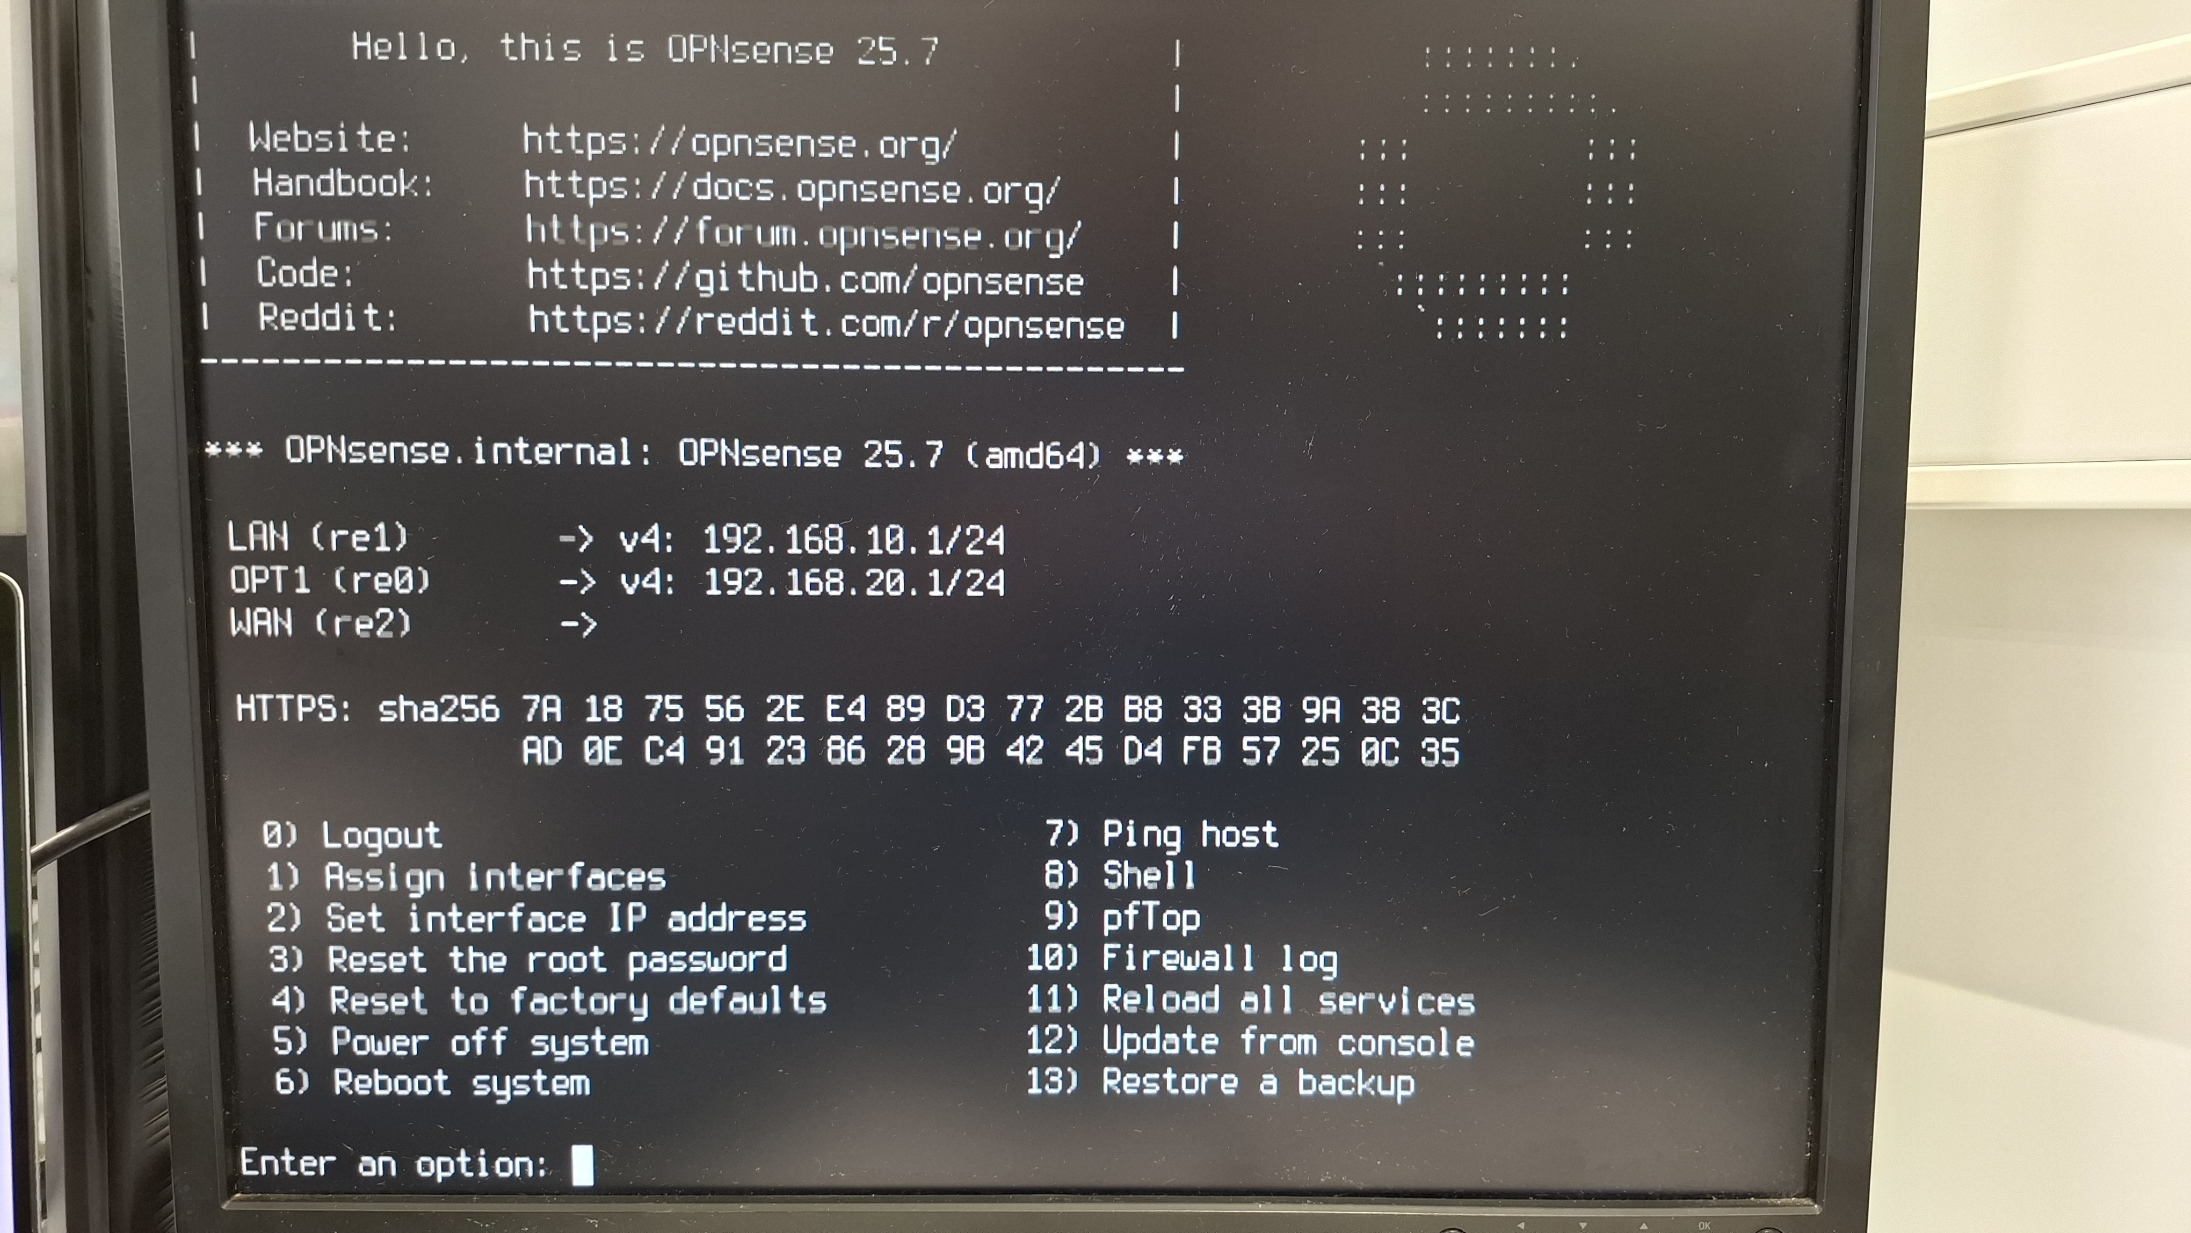 | Hello, this is OPNsense 25.7 | :::::::.
| | :::::::::.
| Website: https://opnsense.org/ | ::: :::
| Handbook: https://docs.opnsense.org/ | ::: :::
| Forums: https://forum.opnsense.org/ | ::: :::
| Code: https://github.com/opnsense | `:::::::::
| Reddit: https://reddit.com/r/opnsense | `:::::::
------------------------------------------------
*** OPNsense.internal: OPNsense 25.7 (amd64) ***
LAN (re1) -> v4: 192.168.10.1/24
OPT1 (re0) -> v4: 192.168.20.1/24
WAN (re2) ->
HTTPS: sha256 7A 18 75 56 2E E4 89 D3 77 2B B8 33 3B 9A 38 3C
AD 0E C4 91 23 86 28 9B 42 45 D4 FB 57 25 0C 35
0) Logout 7) Ping host
1) Assign interfaces 8) Shell
2) Set interface IP address 9) pfTop
3) Reset the root password 10) Firewall log
4) Reset to factory defaults 11) Reload all services
5) Power off system 12) Update from console
6) Reboot system 13) Restore a backup
Enter an option:
OK